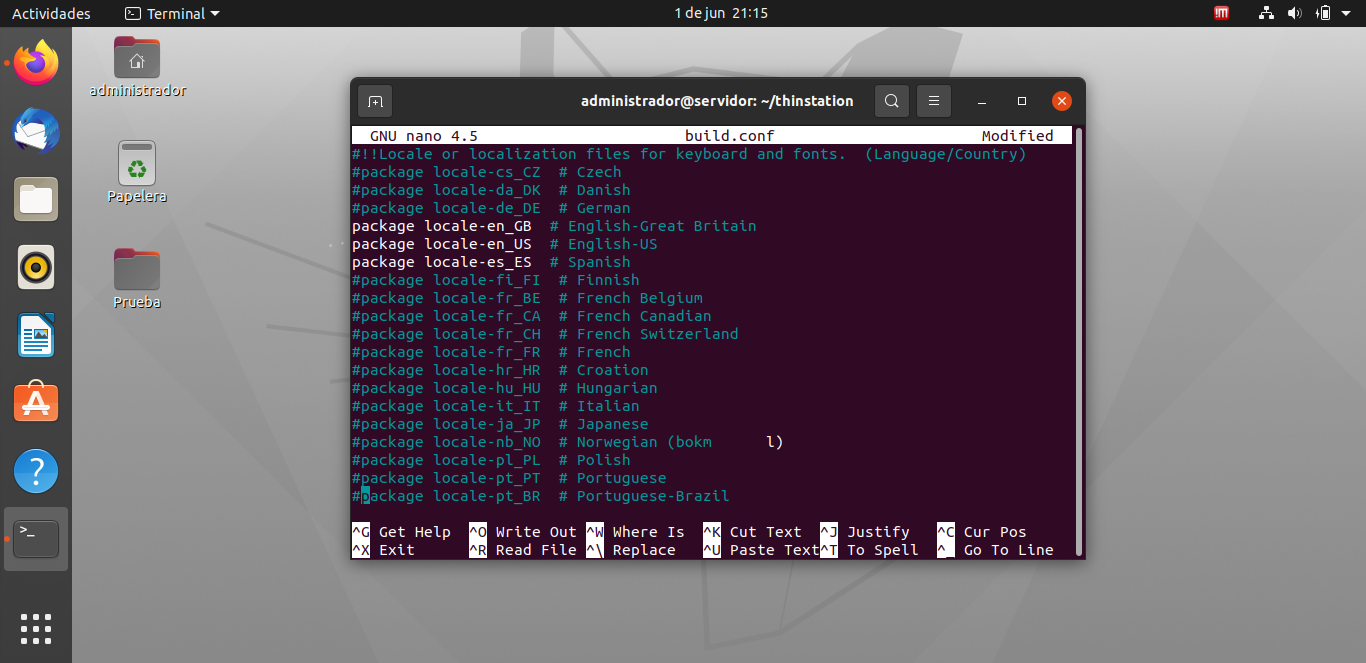 Actividades Terminal 1 de jun 21:15
administrador
Papelera
Prueba
administrador@servidor: ~/thinstation
GNU nano 4.5 build.conf Modified
#!!Locale or localization files for keyboard and fonts.  (Language/Country)
#package locale-cs_CZ  # Czech
#package locale-da_DK  # Danish
#package locale-de_DE  # German
package locale-en_GB  # English-Great Britain
package locale-en_US  # English-US
package locale-es_ES  # Spanish
#package locale-fi_FI  # Finnish
#package locale-fr_BE  # French Belgium
#package locale-fr_CA  # French Canadian
#package locale-fr_CH  # French Switzerland
#package locale-fr_FR  # French
#package locale-hr_HR  # Croation
#package locale-hu_HU  # Hungarian
#package locale-it_IT  # Italian
#package locale-ja_JP  # Japanese
#package locale-nb_NO  # Norwegian (bokm      l)
#package locale-pl_PL  # Polish
#package locale-pt_PT  # Portuguese
#package locale-pt_BR  # Portuguese-Brazil
^G Get Help ^O Write Out ^W Where Is ^K Cut Text ^J Justify ^C Cur Pos
^X Exit ^R Read File ^\ Replace ^U Paste Text^T To Spell ^_ Go To Line